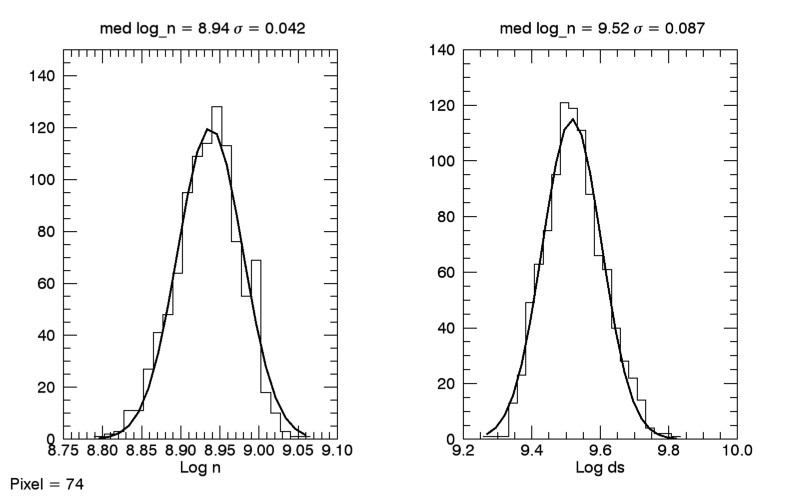 med log_n = 8.94 σ = 0.042
med log_n = 9.52 σ = 0.087
140
120
100
80
60
40
20
0
8.75 8.80 8.85 8.90 8.95 9.00 9.05 9.10
Log n
140
120
100
80
60
40
20
0
9.2 9.4 9.6 9.8 10.0
Log ds
Pixel = 74